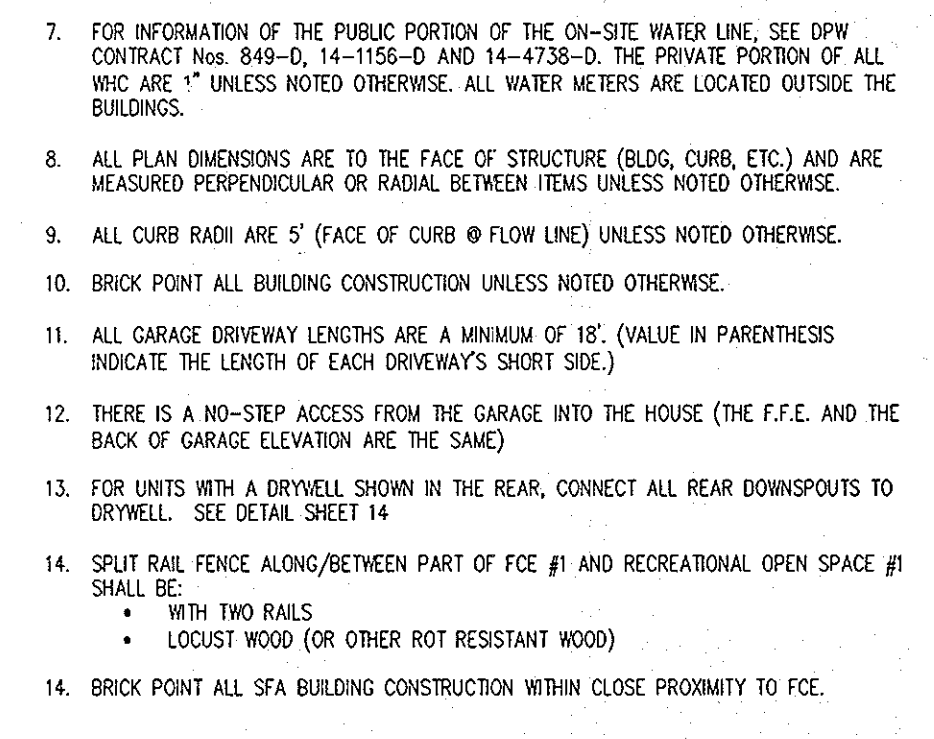 7. FOR INFORMATION OF THE PUBLIC PORTION OF THE ON-SITE WATER LINE, SEE DPW
CONTRACT Nos. 849-D, 14-1156-D AND 14-4738-D. THE PRIVATE PORTION OF ALL
WHC ARE 1" UNLESS NOTED OTHERWISE. ALL WATER METERS ARE LOCATED OUTSIDE THE
BUILDINGS.
8. ALL PLAN DIMENSIONS ARE TO THE FACE OF STRUCTURE (BLDG, CURB, ETC.) AND ARE
MEASURED PERPENDICULAR OR RADIAL BETWEEN ITEMS UNLESS NOTED OTHERWISE.
9. ALL CURB RADII ARE 5' (FACE OF CURB @ FLOW LINE) UNLESS NOTED OTHERWISE.
10. BRICK POINT ALL BUILDING CONSTRUCTION UNLESS NOTED OTHERWISE.
11. ALL GARAGE DRIVEWAY LENGTHS ARE A MINIMUM OF 18'. (VALUE IN PARENTHESIS
INDICATE THE LENGTH OF EACH DRIVEWAY'S SHORT SIDE.)
12. THERE IS A NO-STEP ACCESS FROM THE GARAGE INTO THE HOUSE (THE F.F.E. AND THE
BACK OF GARAGE ELEVATION ARE THE SAME)
13. FOR UNITS WITH A DRYWELL SHOWN IN THE REAR, CONNECT ALL REAR DOWNSPOUTS TO
DRYWELL. SEE DETAIL SHEET 14
14. SPLIT RAIL FENCE ALONG/BETWEEN PART OF FCE #1 AND RECREATIONAL OPEN SPACE #1
SHALL BE:
• WITH TWO RAILS
• LOCUST WOOD (OR OTHER ROT RESISTANT WOOD)
14. BRICK POINT ALL SFA BUILDING CONSTRUCTION WITHIN CLOSE PROXIMITY TO FCE.